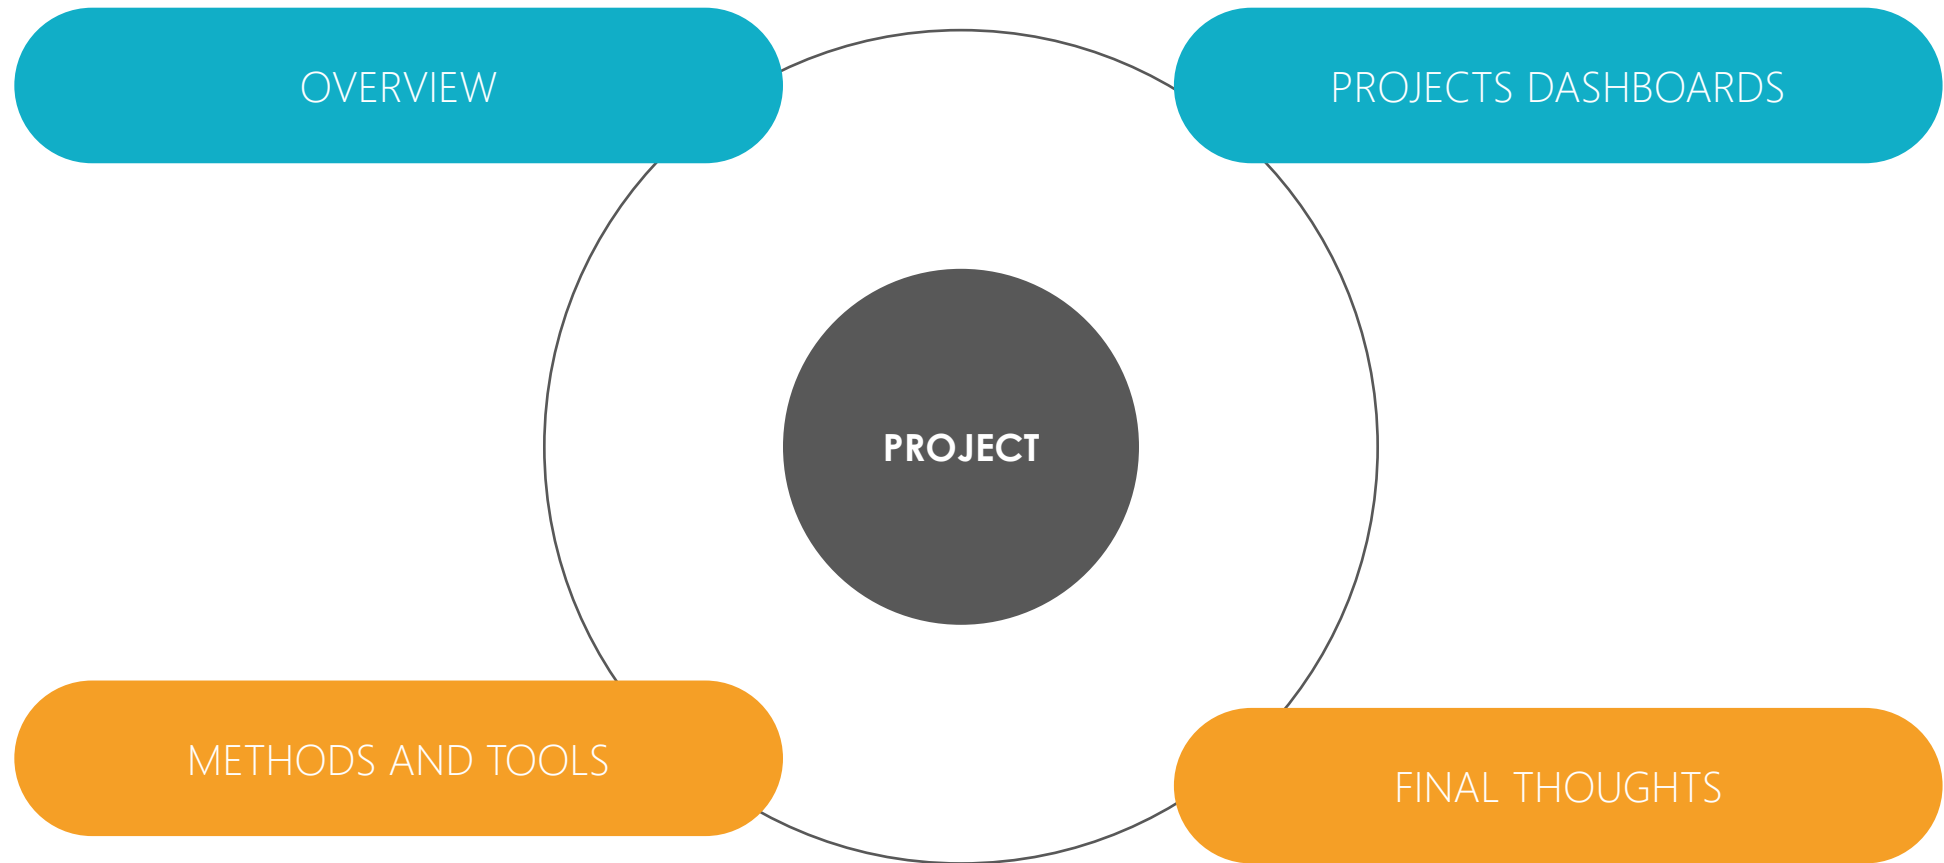 OVERVIEW
PROJECTS DASHBOARDS
PROJECT
METHODS AND TOOLS
FINAL THOUGHTS